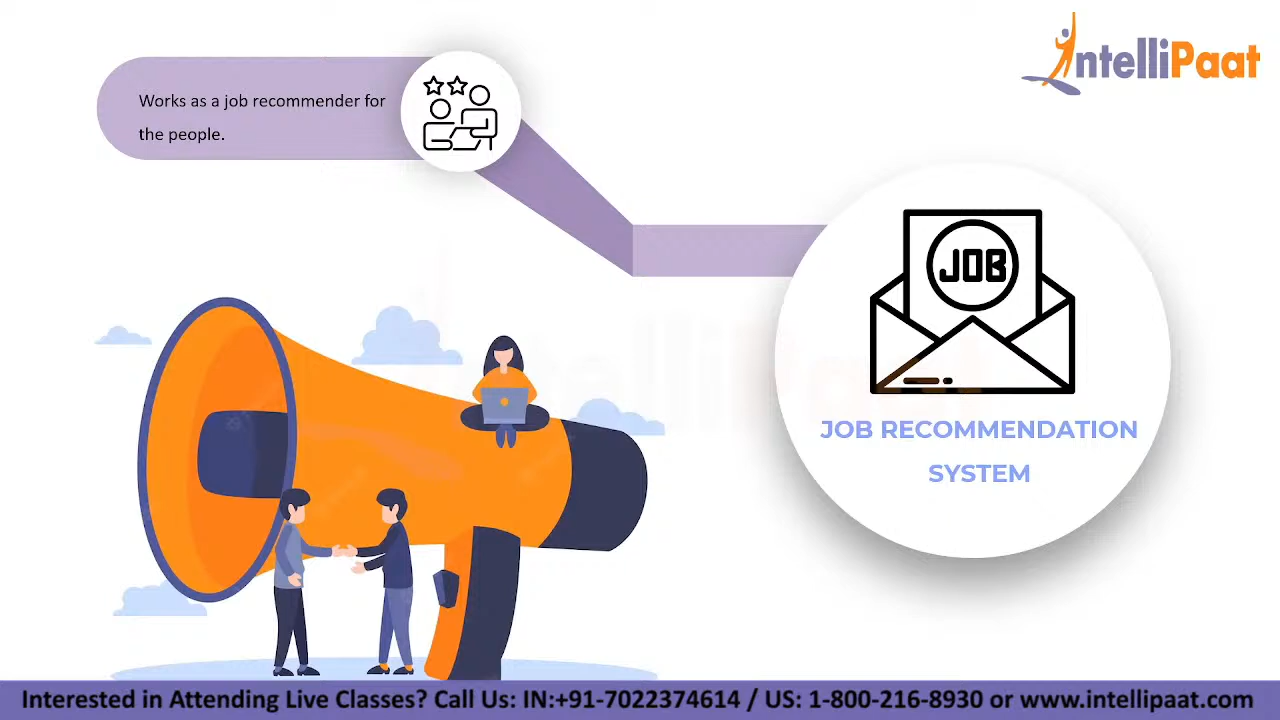 IntelliPaat
Works as a job recommender for
the people.
JOB
JOB RECOMMENDATION
SYSTEM
IntelliPaat
Interested in Attending Live Classes? Call Us: IN:+91-7022374614 / US: 1-800-216-8930 or www.intellipaat.com